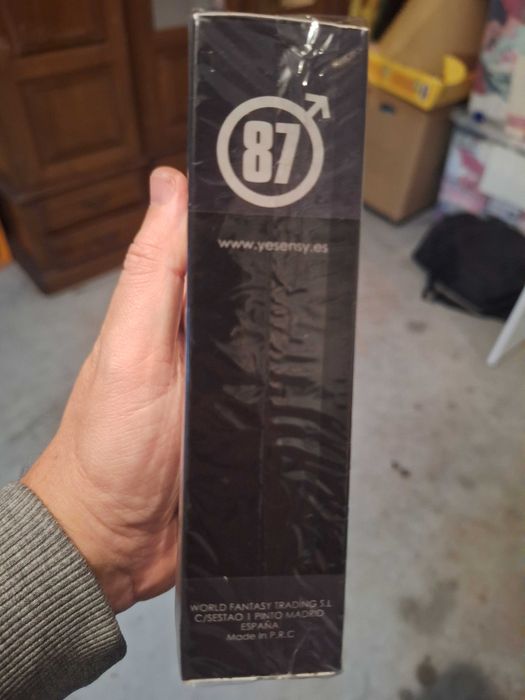 87
www.yesensy.es
WORLD FANTASY TRADING S.L
C/SESTAO 1 PINTO MADRID
ESPAÑA
Made in P.R.C